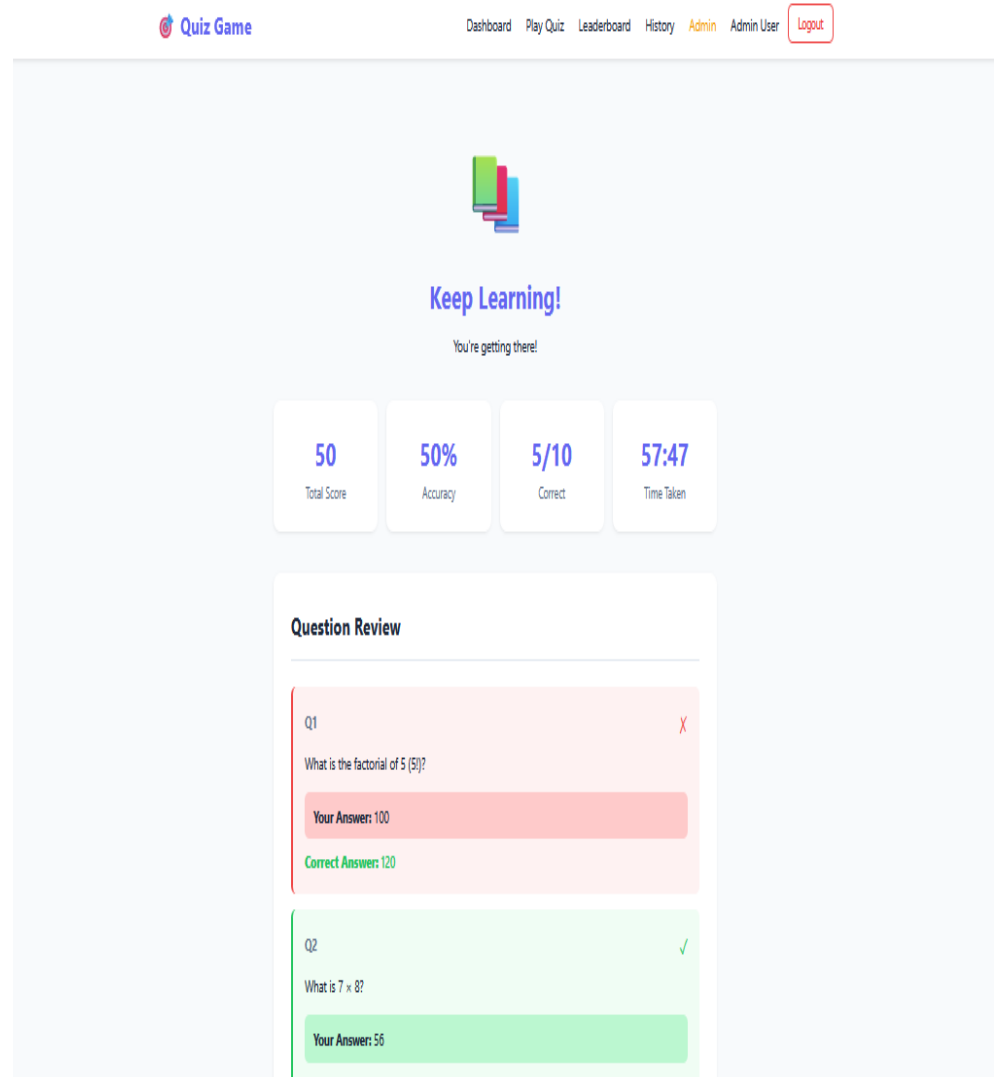 Quiz Game Dashboard Play Quiz Leaderboard History Admin Admin User Logout
Keep Learning!
You're getting there!
50 50% 5/10 57:47
Total Score Accuracy Correct Time Taken
Question Review
Q1 ✗
What is the factorial of 5 (5!)?
Your Answer: 100
Correct Answer: 120
Q2 ✓
What is 7 × 8?
Your Answer: 56